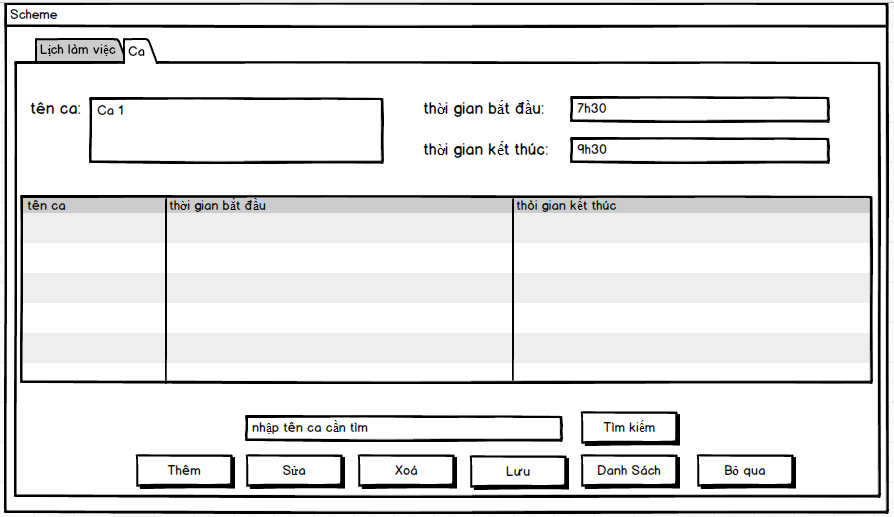 Scheme
Lịch làm việc Ca
tên ca: Ca 1 thời gian bắt đầu: 7h30
thời gian kết thúc: 9h30
tên ca thời gian bắt đầu thòi gian kết thúc
nhập tên ca cần tìm Tìm kiếm
Thêm Sửa Xoá Lưu Danh Sách Bỏ qua